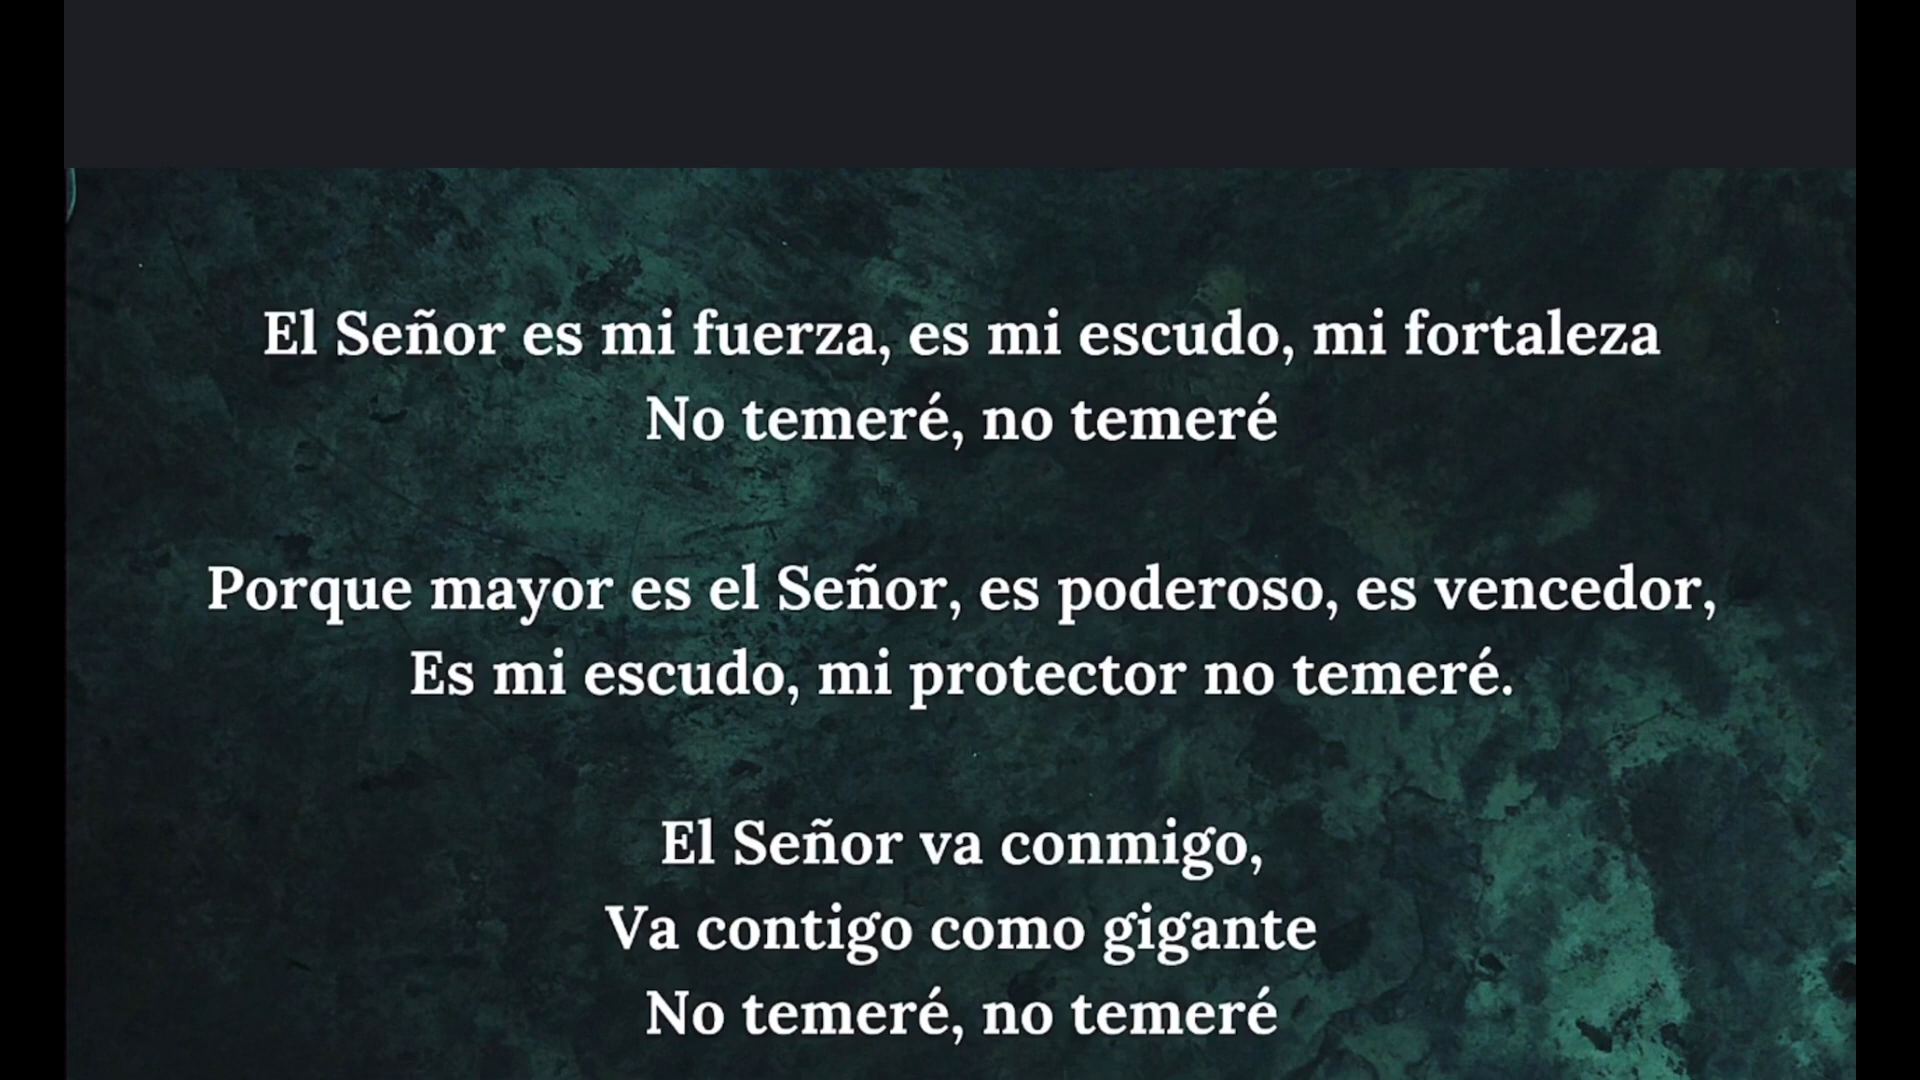 El Señor es mi fuerza, es mi escudo, mi fortaleza
No temeré, no temeré
Porque mayor es el Señor, es poderoso, es vencedor,
Es mi escudo, mi protector no temeré.
El Señor va conmigo,
Va contigo como gigante
No temeré, no temeré